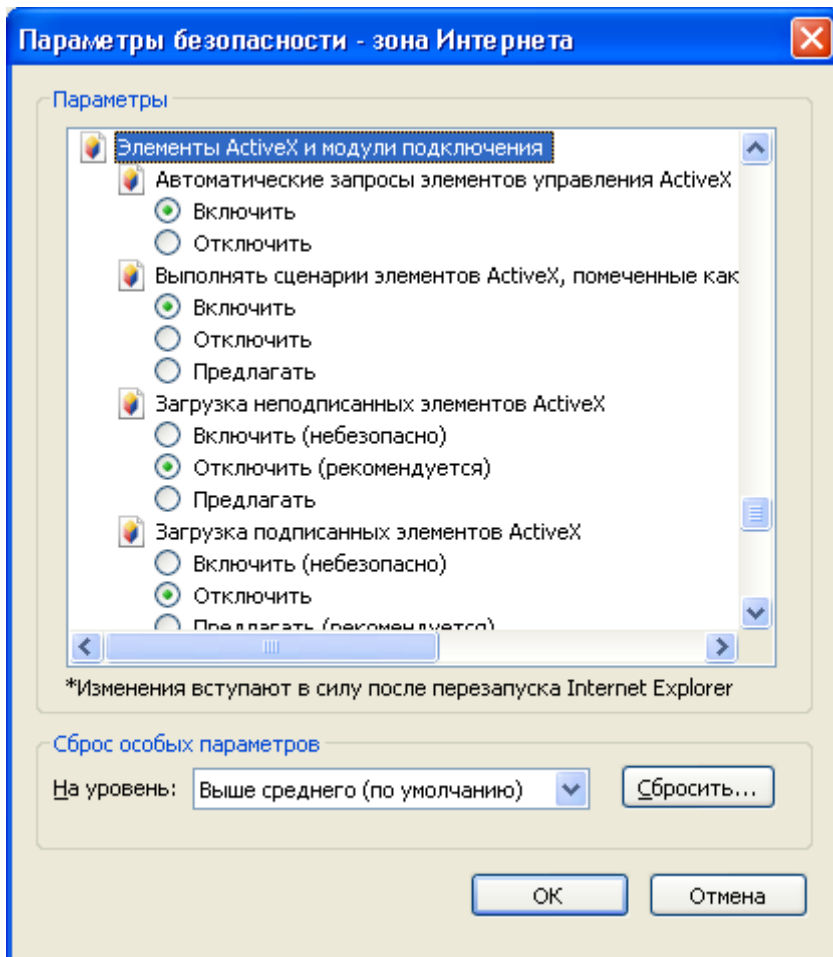 Параметры безопасности - зона Интернета
Параметры
Элементы ActiveX и модули подключения
Автоматические запросы элементов управления ActiveX
Включить
Отключить
Выполнять сценарии элементов ActiveX, помеченные как
Включить
Отключить
Предлагать
Загрузка неподписанных элементов ActiveX
Включить (небезопасно)
Отключить (рекомендуется)
Предлагать
Загрузка подписанных элементов ActiveX
Включить (небезопасно)
Отключить
Предлагать (рекомендуется)
*Изменения вступают в силу после перезапуска Internet Explorer
Сброс особых параметров
На уровень: Выше среднего (по умолчанию) Сбросить...
ОК Отмена